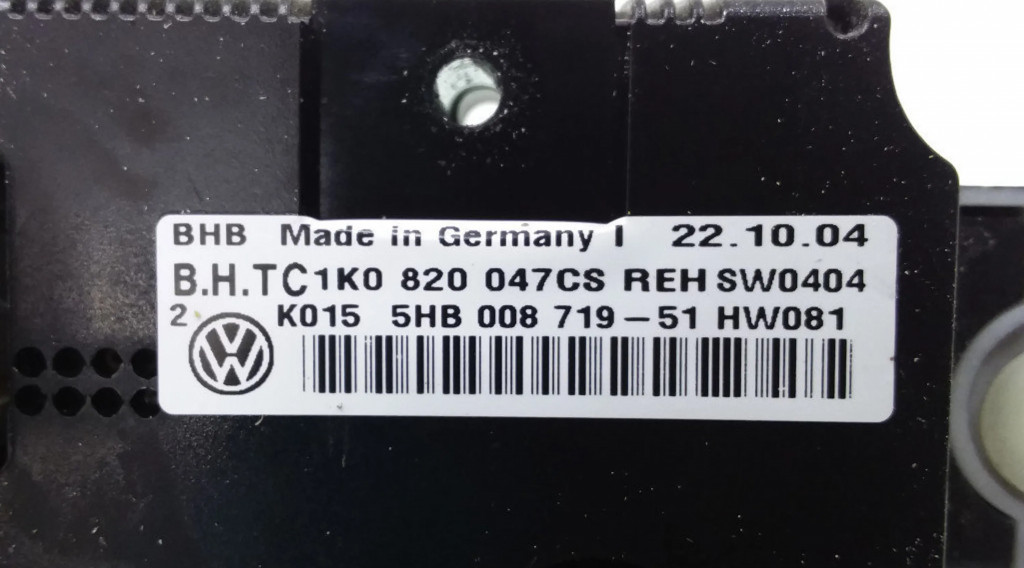 BHB Made in Germany I 22.10.04
B.H.TC 1K0 820 047CS REH SW0404
2 K015 5HB 008 719-51 HW081
VW